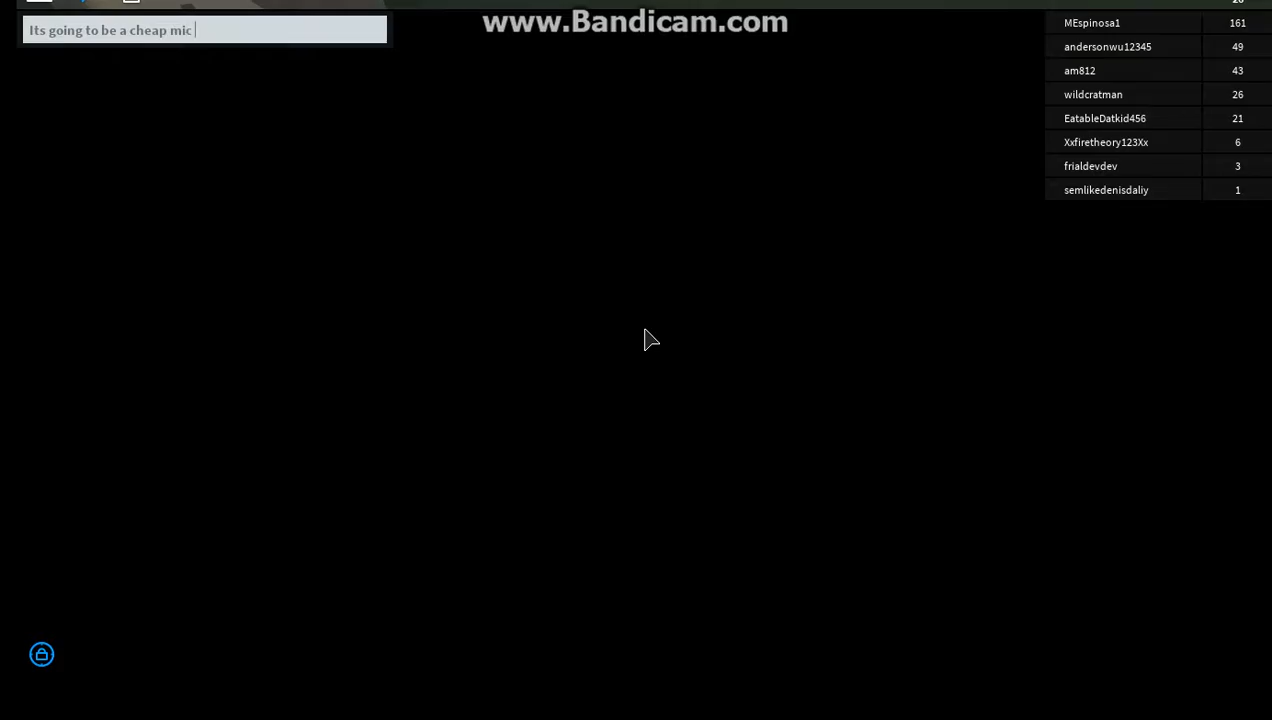 Its going to be a cheap mic
www.Bandicam.com
MEspinosa1 161
andersonwu12345 49
am812 43
wildcratman 26
EatableDatkid456 21
Xxfiretheory123Xx 6
frialdevdev 3
semlikedenisdaliy 1